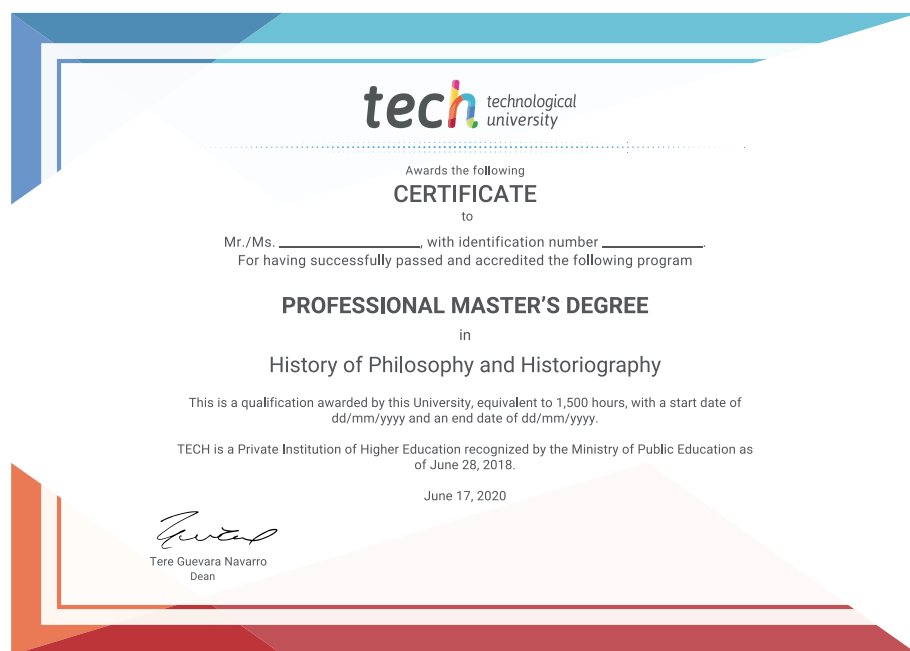 tech technological
university
Awards the following
CERTIFICATE
to
Mr./Ms. ____________________, with identification number ______________.
For having successfully passed and accredited the following program
PROFESSIONAL MASTER'S DEGREE
in
History of Philosophy and Historiography
This is a qualification awarded by this University, equivalent to 1,500 hours, with a start date of
dd/mm/yyyy and an end date of dd/mm/yyyy.
TECH is a Private Institution of Higher Education recognized by the Ministry of Public Education as
of June 28, 2018.
June 17, 2020
Tere Guevara Navarro
Dean